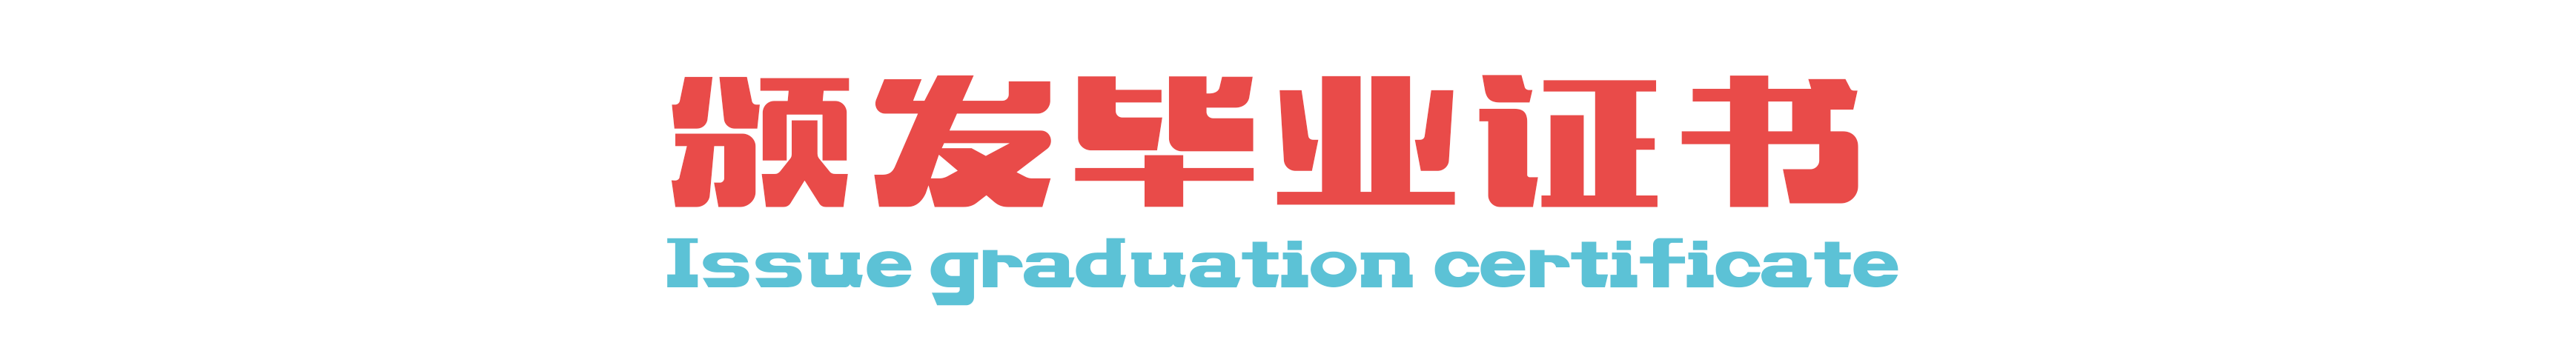 颁发毕业证书
Issue graduation certificate